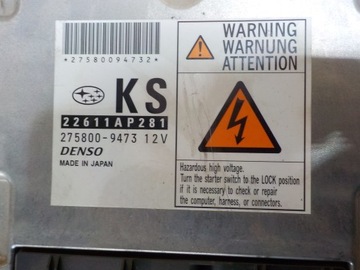 *27580094732*
KS
22611AP281
275800-9473 12V
DENSO
MADE IN JAPAN
WARNING
WARNUNG
ATTENTION
Hazardous high voltage.
Turn the starter switch to the LOCK position
if it is necessary to check or repair
the computer, harness, or connectors.